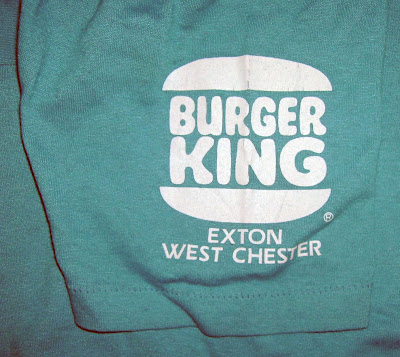 BURGER
KING
®
EXTON
WEST CHESTER